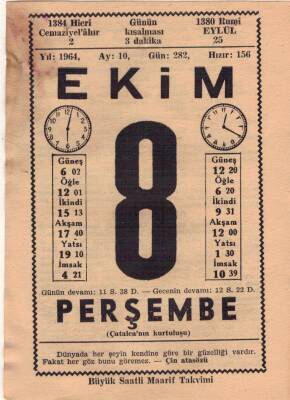 1384 Hicri
Cemaziyel'âhır
2
Günün
kısalması
3 dakika
1380 Rumi
EYLÜL
25
Yıl: 1964, Ay: 10, Gün: 282, Hızır: 156
EKiM
8
Güneş
6 02
Öğle
12 01
İkindi
15 13
Akşam
17 40
Yatsı
19 10
İmsak
4 21
Güneş
12 20
Öğle
6 20
İkindi
9 31
Akşam
12 00
Yatsı
1 30
İmsak
10 39
Günün devamı: 11 S. 38 D. — Gecenin devamı: 12 S. 22 D.
PERŞEMBE
(Çatalca'nın kurtuluşu)
Dünyada her şeyin kendine göre bir güzelliği vardır.
Fakat her göz bunu göremez. — Çin atasözü
Büyük Saatli Maarif Takvimi